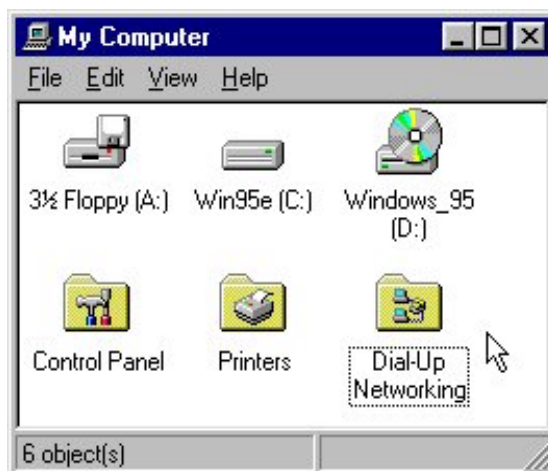 My Computer
File Edit View Help
3½ Floppy (A:) Win95e (C:) Windows_95
(D:)
Control Panel Printers Dial-Up
Networking
6 object(s)